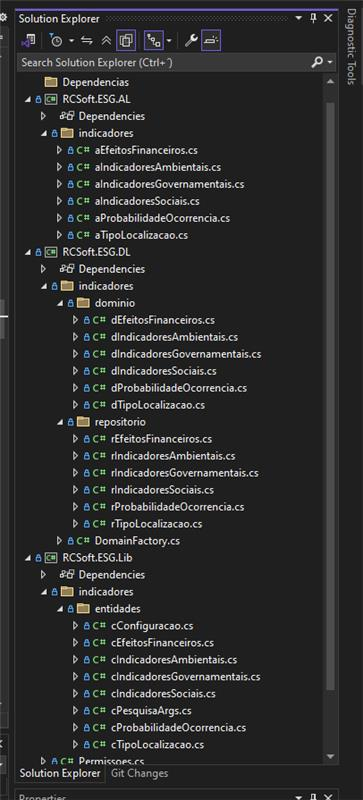 Solution Explorer
Search Solution Explorer (Ctrl+´)
Dependencias
RCSoft.ESG.AL
Dependencies
indicadores
aEfeitosFinanceiros.cs
aIndicadoresAmbientais.cs
aIndicadoresGovernamentais.cs
aIndicadoresSociais.cs
aProbabilidadeOcorrencia.cs
aTipoLocalizacao.cs
RCSoft.ESG.DL
Dependencies
indicadores
dominio
dEfeitosFinanceiros.cs
dIndicadoresAmbientais.cs
dIndicadoresGovernamentais.cs
dIndicadoresSociais.cs
dProbabilidadeOcorrencia.cs
dTipoLocalizacao.cs
repositorio
rEfeitosFinanceiros.cs
rIndicadoresAmbientais.cs
rIndicadoresGovernamentais.cs
rIndicadoresSociais.cs
rProbabilidadeOcorrencia.cs
rTipoLocalizacao.cs
DomainFactory.cs
RCSoft.ESG.Lib
Dependencies
indicadores
entidades
cConfiguracao.cs
cEfeitosFinanceiros.cs
cIndicadoresAmbientais.cs
cIndicadoresGovernamentais.cs
cIndicadoresSociais.cs
cPesquisaArgs.cs
cProbabilidadeOcorrencia.cs
cTipoLocalizacao.cs
Permissoes.cs
Solution Explorer Git Changes
Properties
Diagnostic Tools